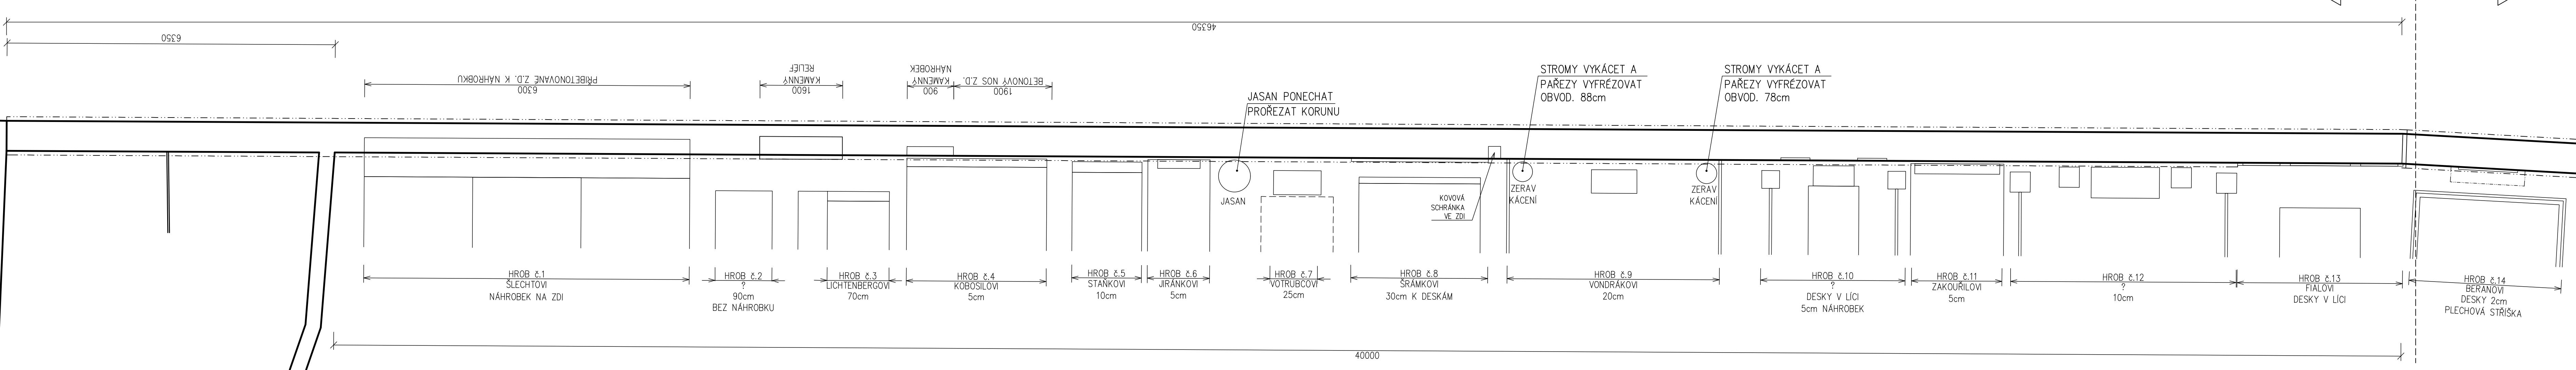 46350
6350
PŘIBETONOVANÉ Z.D. K NÁHROBKU
6300
KAMENNÝ
RELIÉF
1600
KAMENNÝ
NÁHROBEK
900
BETONOVÝ NOS Z.D.
1900
JASAN PONECHAT
PROŘEZAT KORUNU
STROMY VYKÁCET A
PAŘEZY VYFRÉZOVAT
OBVOD. 88cm
STROMY VYKÁCET A
PAŘEZY VYFRÉZOVAT
OBVOD. 78cm
JASAN
KOVOVÁ
SCHRÁNKA
VE ZDI
ZERAV
KÁCENÍ
ZERAV
KÁCENÍ
HROB č.1
ŠLECHTOVI
NÁHROBEK NA ZDI
HROB č.2
?
90cm
BEZ NÁHROBKU
HROB č.3
LICHTENBERGOVI
70cm
HROB č.4
KOBOSILOVI
5cm
HROB č.5
STAŇKOVI
10cm
HROB č.6
JIRÁNKOVI
5cm
HROB č.7
VOTRUBCOVI
25cm
HROB č.8
ŠRÁMKOVI
30cm K DESKÁM
HROB č.9
VONDRÁKOVI
20cm
HROB č.10
?
DESKY V LÍCI
5cm NÁHROBEK
HROB č.11
ZAKOUŘILOVI
5cm
HROB č.12
?
10cm
HROB č.13
FIALOVI
DESKY V LÍCI
HROB č.14
BERANOVI
DESKY 2cm
PLECHOVÁ STŘÍŠKA
40000